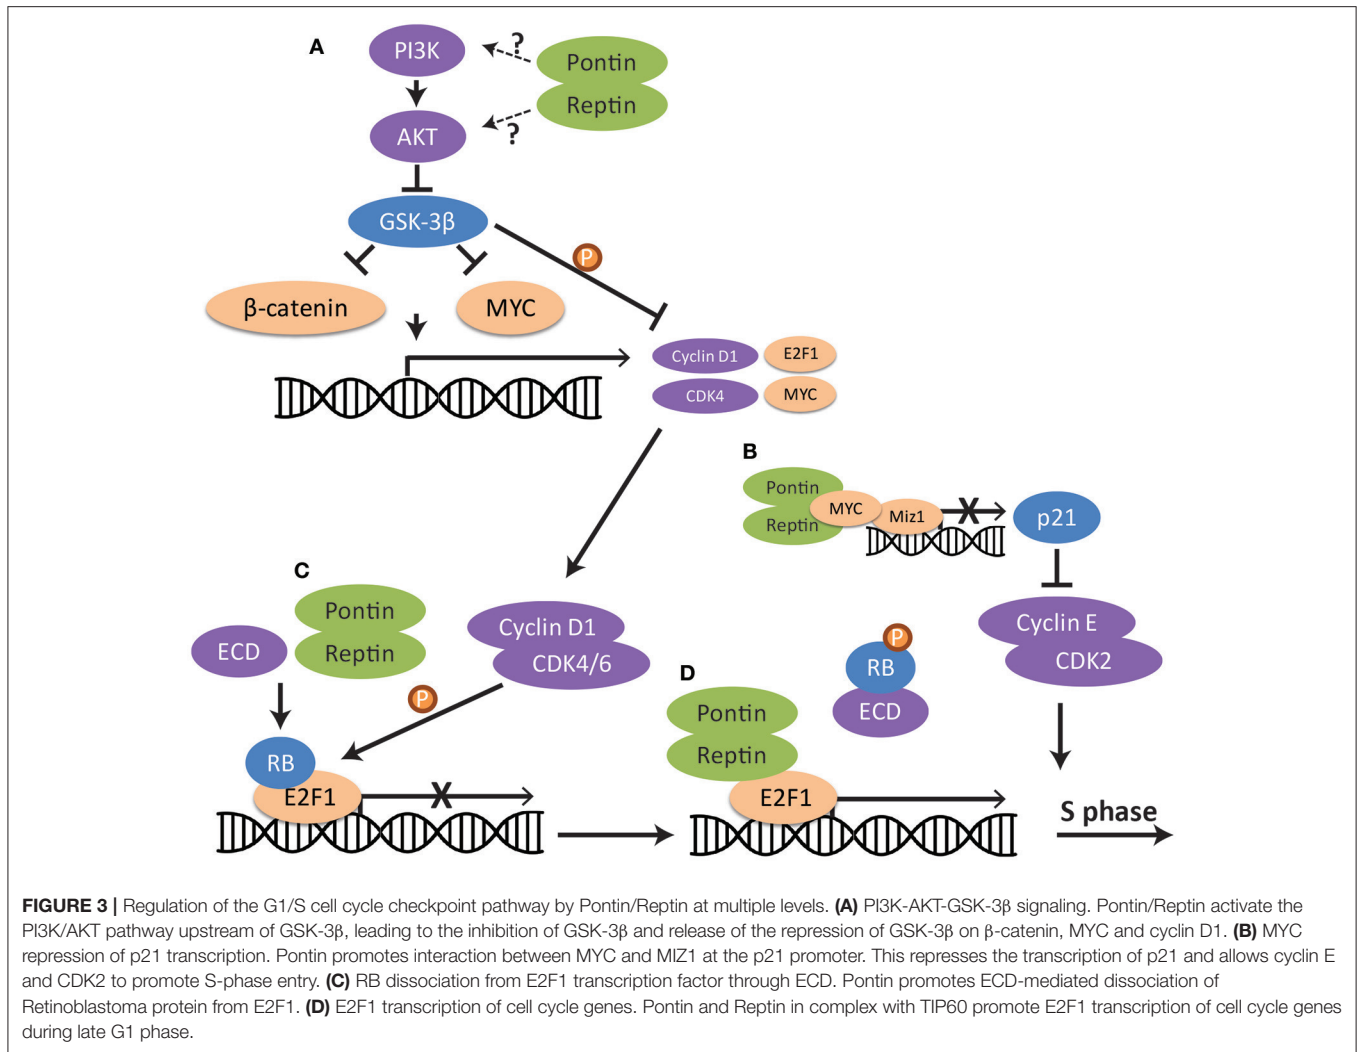 A
PI3K
?
Pontin
Reptin
AKT
?
GSK-3β
P
β-catenin
MYC
Cyclin D1
E2F1
CDK4
MYC
B
Pontin
MYC
Miz1
X
p21
Reptin
C
Pontin
Reptin
ECD
Cyclin D1
CDK4/6
P
RB
E2F1
X
D
Pontin
Reptin
E2F1
P
RB
ECD
Cyclin E
CDK2
S phase
FIGURE 3 | Regulation of the G1/S cell cycle checkpoint pathway by Pontin/Reptin at multiple levels. (A) PI3K-AKT-GSK-3β signaling. Pontin/Reptin activate the
PI3K/AKT pathway upstream of GSK-3β, leading to the inhibition of GSK-3β and release of the repression of GSK-3β on β-catenin, MYC and cyclin D1. (B) MYC
repression of p21 transcription. Pontin promotes interaction between MYC and MIZ1 at the p21 promoter. This represses the transcription of p21 and allows cyclin E
and CDK2 to promote S-phase entry. (C) RB dissociation from E2F1 transcription factor through ECD. Pontin promotes ECD-mediated dissociation of
Retinoblastoma protein from E2F1. (D) E2F1 transcription of cell cycle genes. Pontin and Reptin in complex with TIP60 promote E2F1 transcription of cell cycle genes
during late G1 phase.